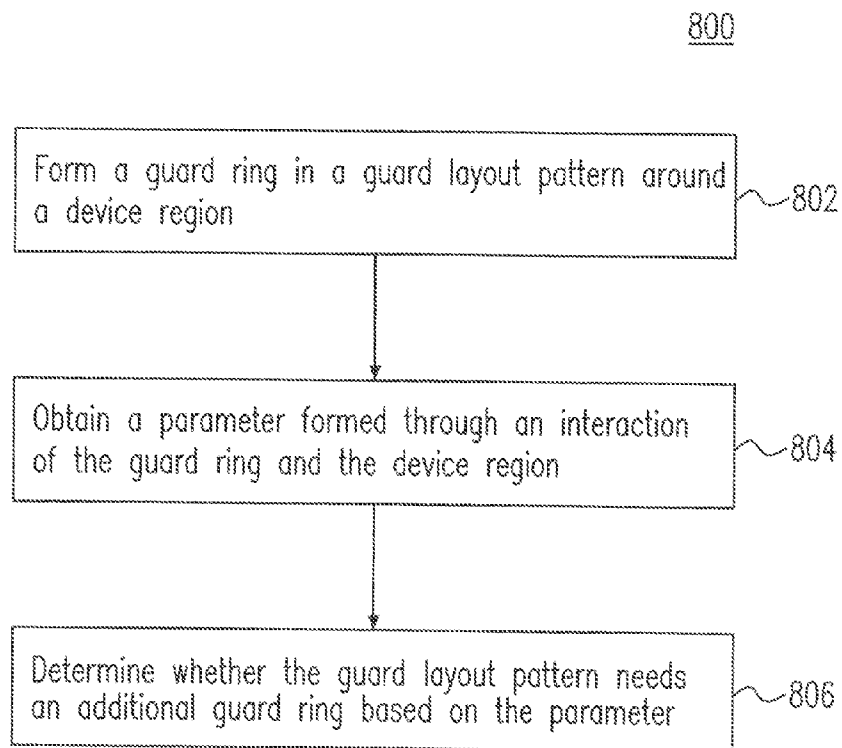 800
Form a guard ring in a guard layout pattern around
a device region
802
Obtain a parameter formed through an interaction
of the guard ring and the device region
804
Determine whether the guard layout pattern needs
an additional guard ring based on the parameter
806